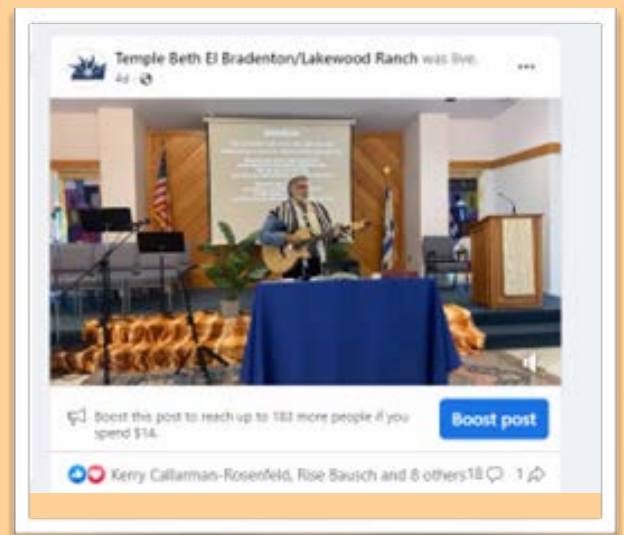 Temple Beth El Bradenton/Lakewood Ranch was live.
4d
Boost this post to reach up to 183 more people if you
spend $14.
Boost post
Kerry Callarman-Rosenfeld, Rise Bausch and 8 others 18 1